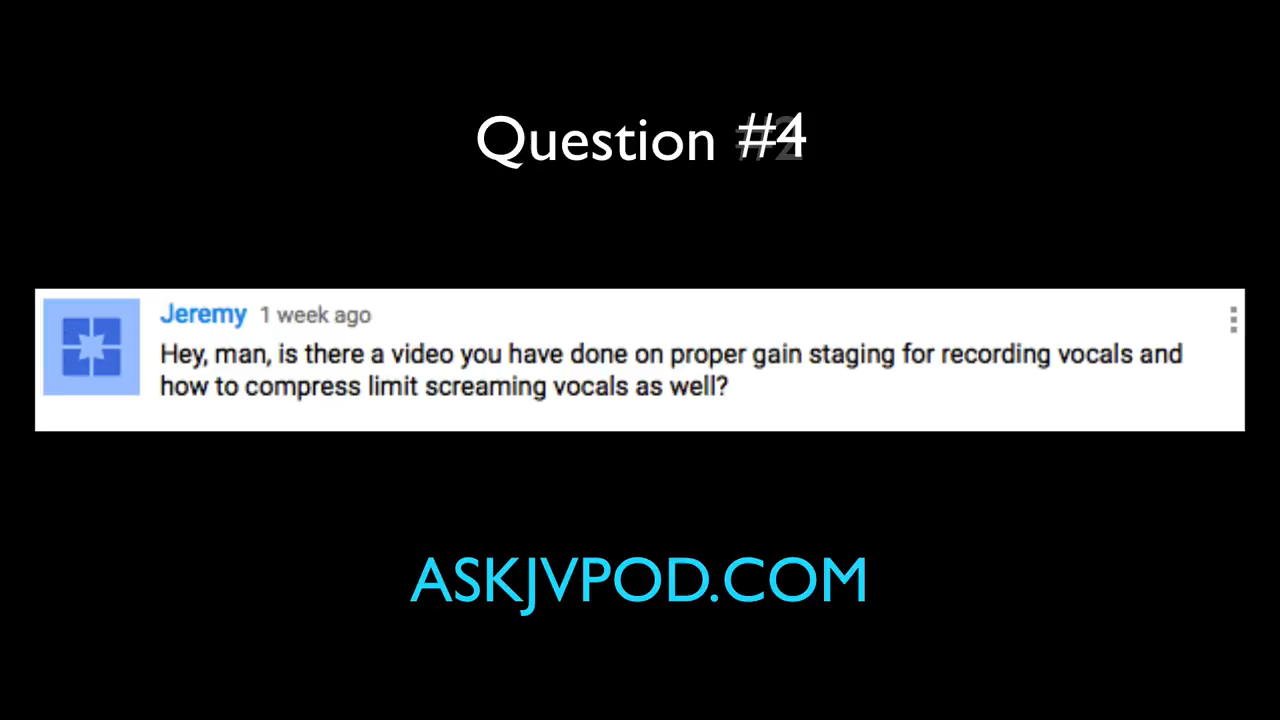 Question #4
Jeremy 1 week ago
Hey, man, is there a video you have done on proper gain staging for recording vocals and
how to compress limit screaming vocals as well?
ASKJVPOD.COM